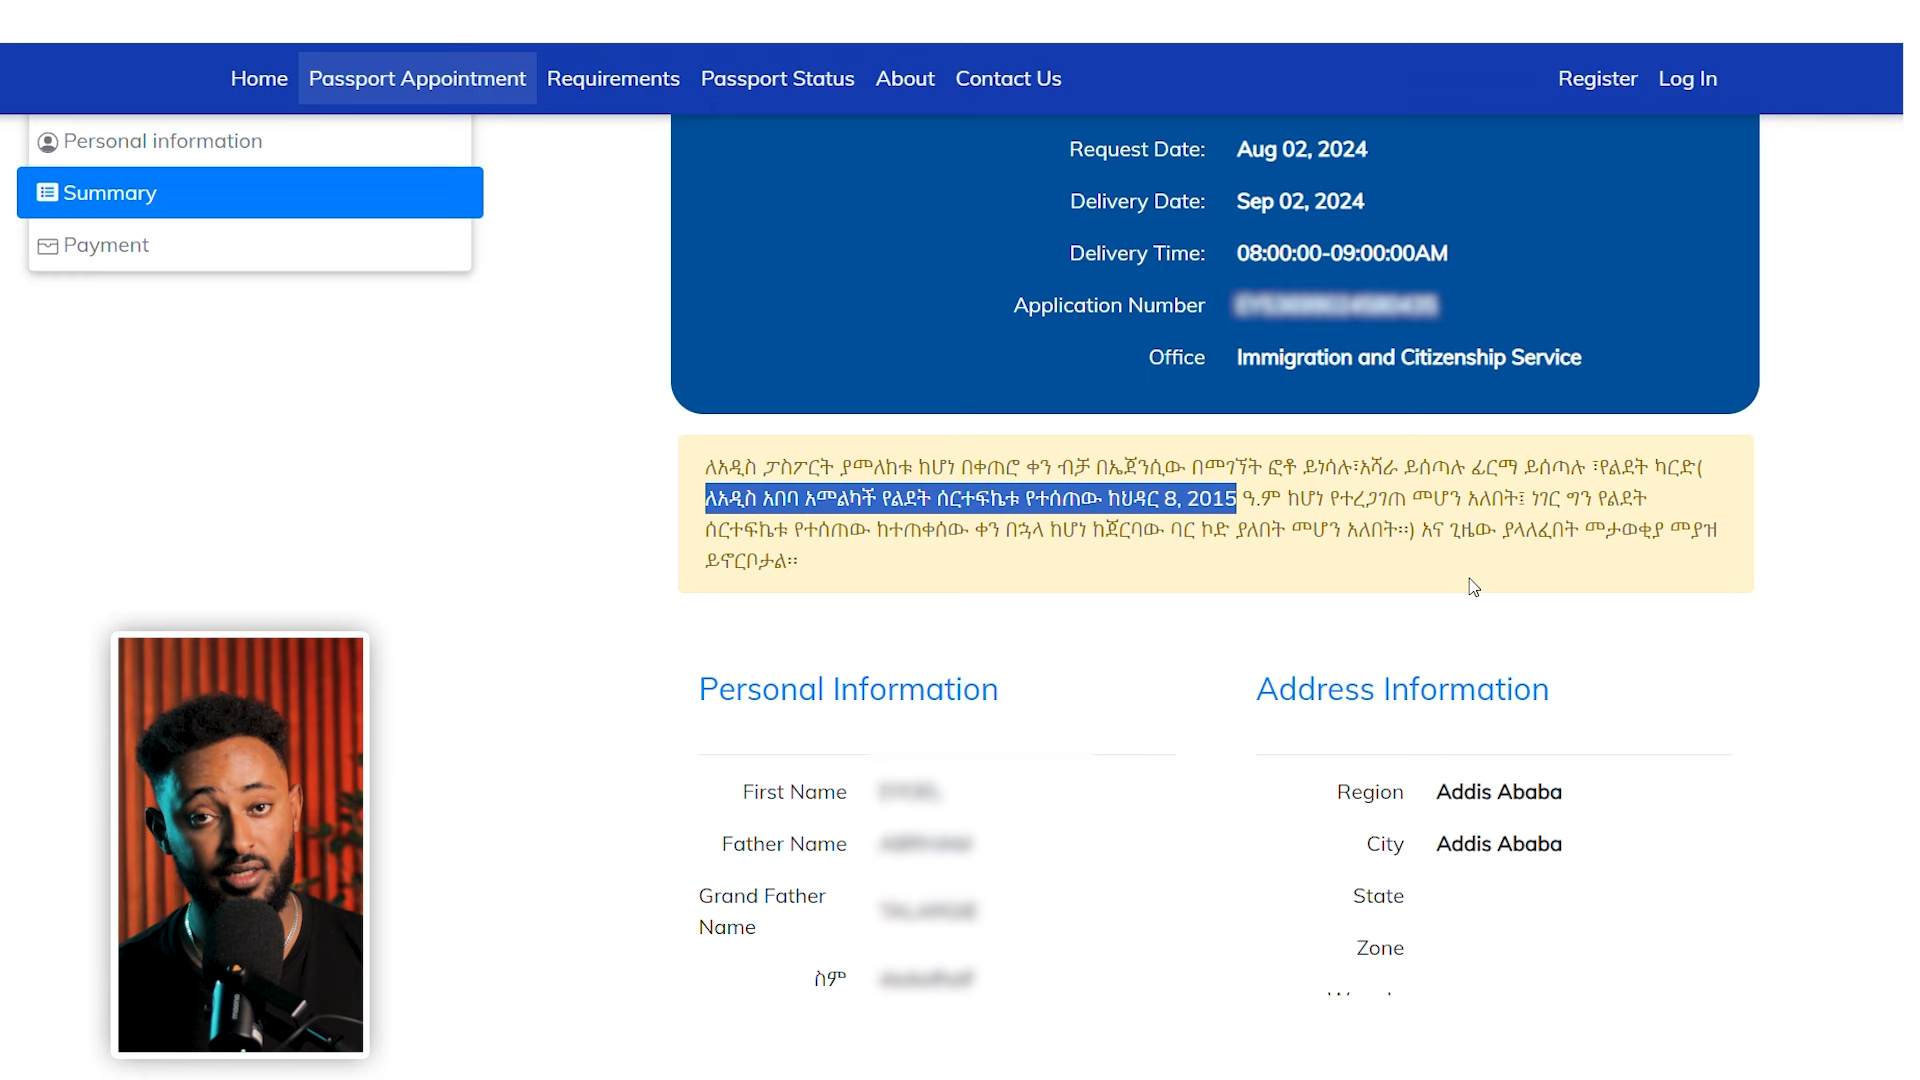 Home Passport Appointment Requirements Passport Status About Contact Us Register Log In
Personal information
Summary
Payment
Request Date: Aug 02, 2024
Delivery Date: Sep 02, 2024
Delivery Time: 08:00:00-09:00:00AM
Application Number
Office Immigration and Citizenship Service
ለአዲስ ፓስፖርት ያመለከቱ ከሆነ በቀጠሮ ቀን ብቻ በኤጀንሲው በመገኘት ፎቶ ይነሳሉ፣አሻራ ይሰጣሉ ፊርማ ይሰጣሉ ፣የልደት ካርድ(
ለአዲስ አበባ አመልካች የልደት ሰርተፍኬቱ የተሰጠው ከህዳር 8, 2015 ዓ.ም ከሆነ የተረጋገጠ መሆን አለበት፤ ነገር ግን የልደት
ሰርተፍኬቱ የተሰጠው ከተጠቀሰው ቀን በኋላ ከሆነ ከጀርባው ባር ኮድ ያለበት መሆን አለበት፡፡) እና ጊዜው ያላለፈበት መታወቂያ መያዝ
ይኖርቦታል፡፡
Personal Information
Address Information
First Name
Region Addis Ababa
Father Name
City Addis Ababa
Grand Father
Name
State
Zone
ስም